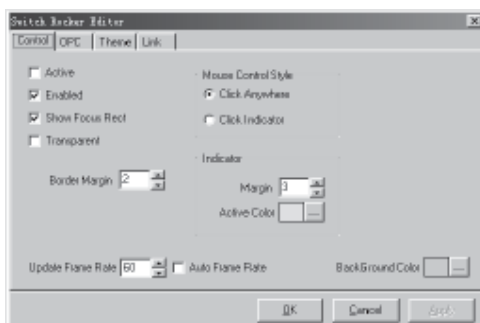 Switch Rocker Editor
Control OPC Theme Link
Active
Enabled
Show Focus Rect
Transparent
Border Margin 2
Mouse Control Style
Click Anywhere
Click Indicator
Indicator
Margin 3
Active Color ...
Update Frame Rate 60 Auto Frame Rate BackGround Color ...
OK Cancel Apply